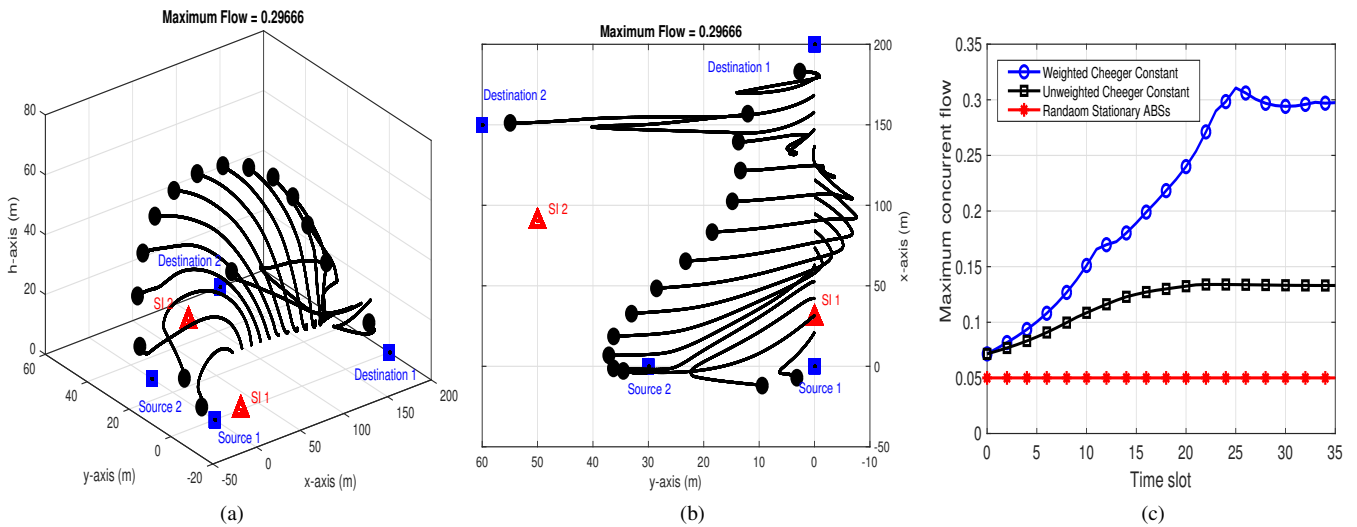 Maximum Flow = 0.29666
80
60
40
20
0
h-axis (m)
60
40
20
0
-20
y-axis (m)
-50
0
50
100
150
200
x-axis (m)
Destination 2
SI 2
Source 2
SI 1
Source 1
Destination 1
(a)
Maximum Flow = 0.29666
200
150
100
50
0
-50
x-axis (m)
Destination 1
Destination 2
SI 2
SI 1
Source 2
Source 1
60
50
40
30
20
10
0
-10
y-axis (m)
(b)
0.35
0.3
0.25
0.2
0.15
0.1
0.05
0
Maximum concurrent flow
Weighted Cheeger Constant
Unweighted Cheeger Constant
Randaom Stationary ABSs
0
5
10
15
20
25
30
35
Time slot
(c)